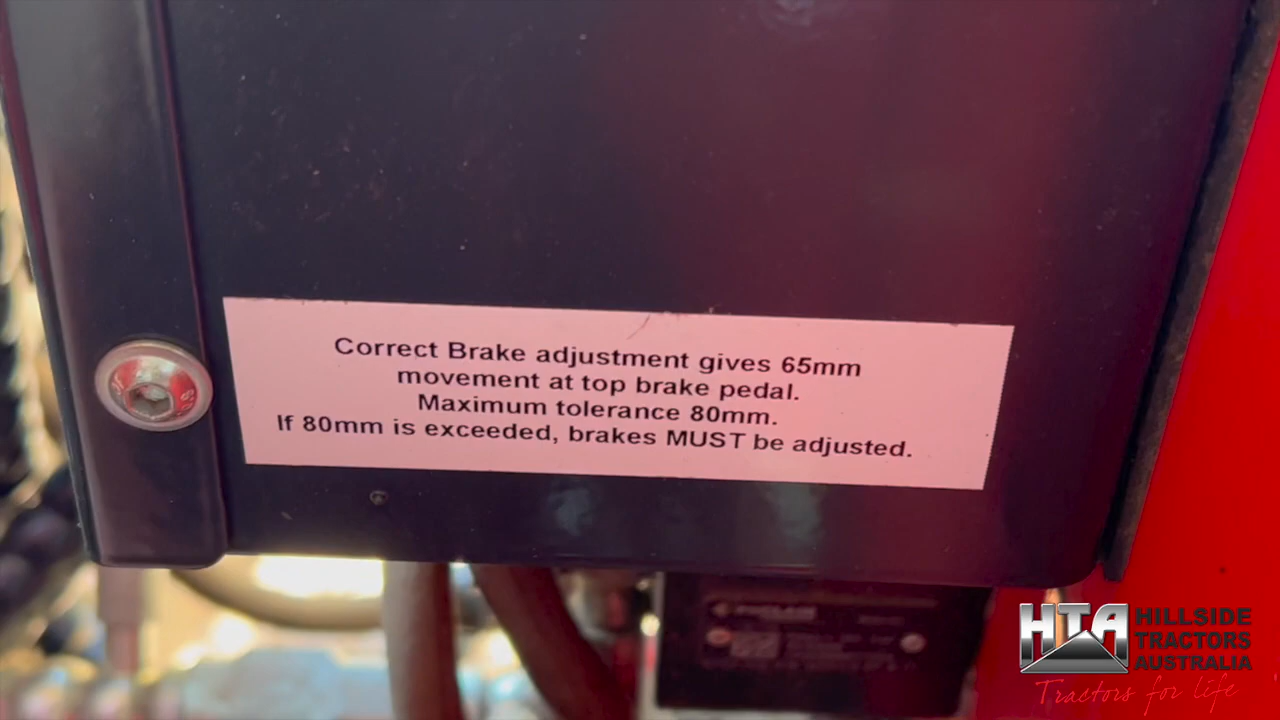 Correct Brake adjustment gives 65mm
movement at top brake pedal.
Maximum tolerance 80mm.
If 80mm is exceeded, brakes MUST be adjusted.
HTA
HILLSIDE
TRACTORS
AUSTRALIA
Tractors for life